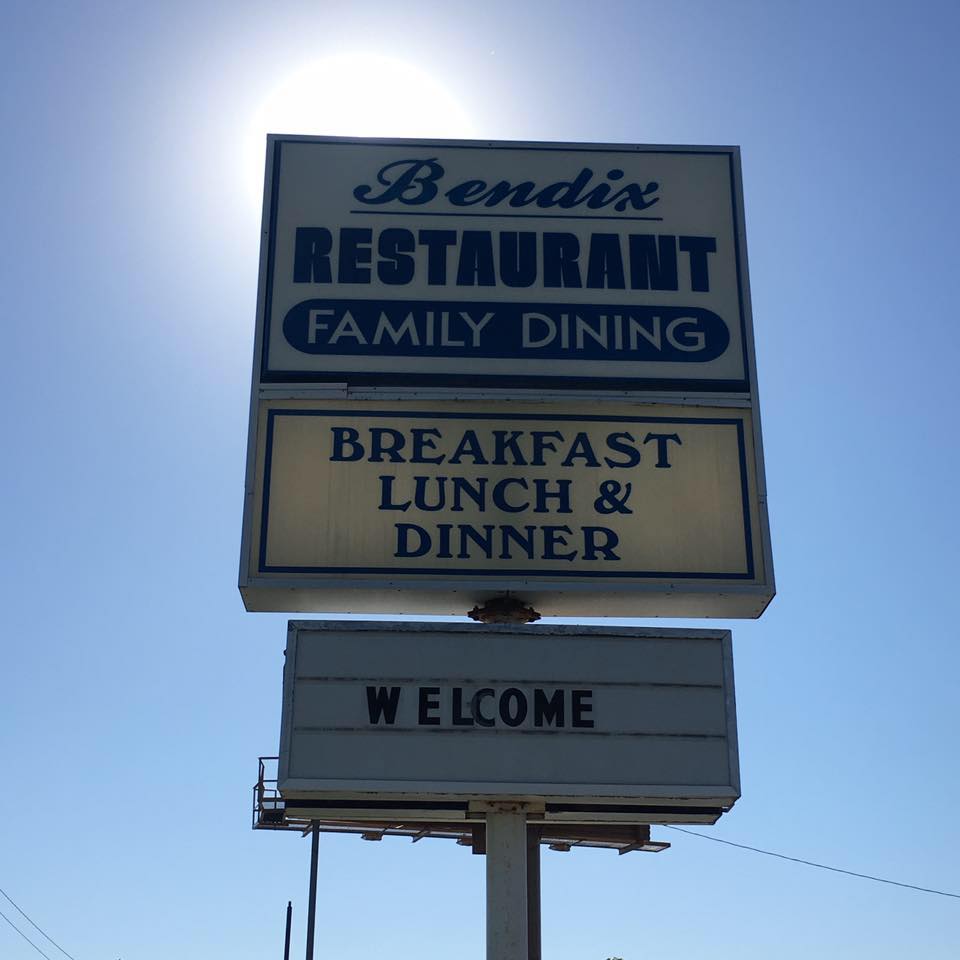 Bendix
RESTAURANT
FAMILY DINING
BREAKFAST
LUNCH &
DINNER
WELCOME